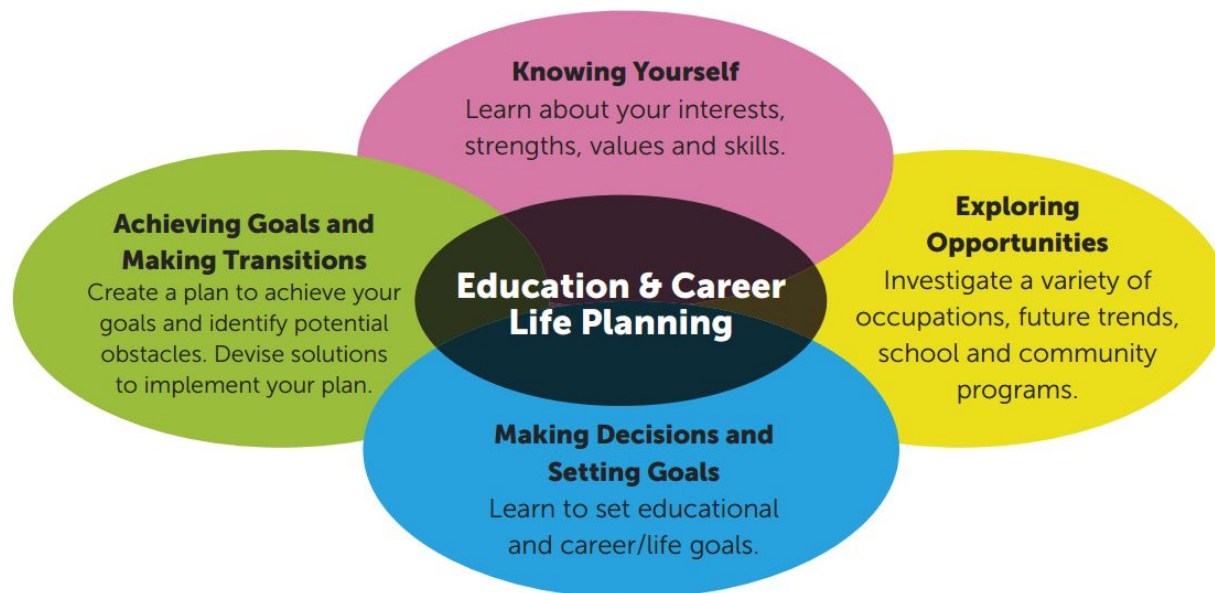 Knowing Yourself
Learn about your interests,
strengths, values and skills.
Achieving Goals and
Making Transitions
Create a plan to achieve your
goals and identify potential
obstacles. Devise solutions
to implement your plan.
Education & Career
Life Planning
Exploring
Opportunities
Investigate a variety of
occupations, future trends,
school and community
programs.
Making Decisions and
Setting Goals
Learn to set educational
and career/life goals.